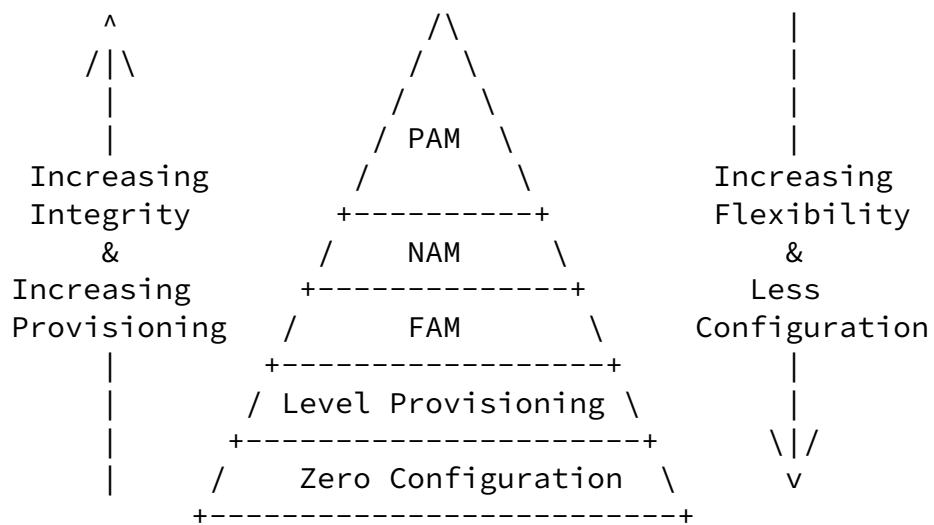 PAM
Increasing Increasing
Integrity Flexibility
& NAM &
Increasing Less
Provisioning FAM Configuration
Level Provisioning
Zero Configuration